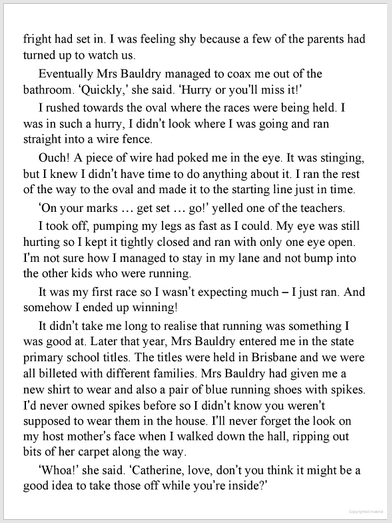 fright had set in. I was feeling shy because a few of the parents had
turned up to watch us.
Eventually Mrs Bauldry managed to coax me out of the
bathroom. ‘Quickly,’ she said. ‘Hurry or you’ll miss it!’
I rushed towards the oval where the races were being held. I
was in such a hurry, I didn’t look where I was going and ran
straight into a wire fence.
Ouch! A piece of wire had poked me in the eye. It was stinging,
but I knew I didn’t have time to do anything about it. I ran the rest
of the way to the oval and made it to the starting line just in time.
‘On your marks … get set … go!’ yelled one of the teachers.
I took off, pumping my legs as fast as I could. My eye was still
hurting so I kept it tightly closed and ran with only one eye open.
I’m not sure how I managed to stay in my lane and not bump into
the other kids who were running.
It was my first race so I wasn’t expecting much – I just ran. And
somehow I ended up winning!
It didn’t take me long to realise that running was something I
was good at. Later that year, Mrs Bauldry entered me in the state
primary school titles. The titles were held in Brisbane and we were
all billeted with different families. Mrs Bauldry had given me a
new shirt to wear and also a pair of blue running shoes with spikes.
I’d never owned spikes before so I didn’t know you weren’t
supposed to wear them in the house. I’ll never forget the look on
my host mother’s face when I walked down the hall, ripping out
bits of her carpet along the way.
‘Whoa!’ she said. ‘Catherine, love, don’t you think it might be a
good idea to take those off while you’re inside?’